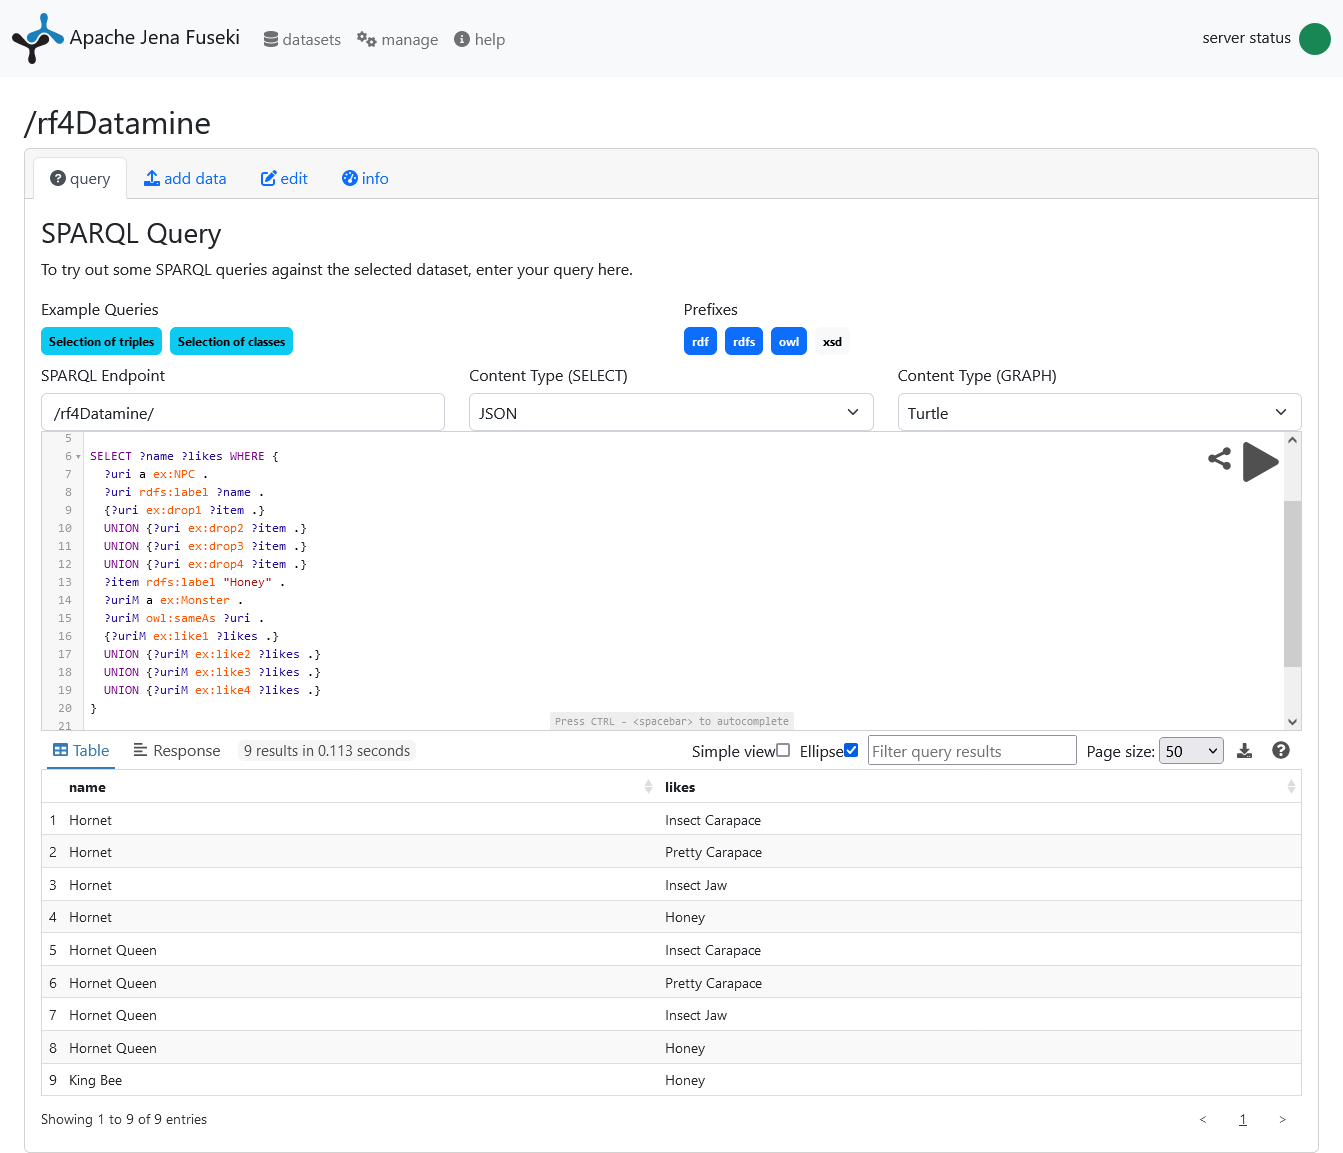 Apache Jena Fuseki datasets manage help server status
/rf4Datamine
query add data edit info
SPARQL Query
To try out some SPARQL queries against the selected dataset, enter your query here.
Example Queries Prefixes
Selection of triples Selection of classes rdf rdfs owl xsd
SPARQL Endpoint Content Type (SELECT) Content Type (GRAPH)
/rf4Datamine/ JSON Turtle
5
6 SELECT ?name ?likes WHERE {
7 ?uri a ex:NPC .
8 ?uri rdfs:label ?name .
9 {?uri ex:drop1 ?item .}
10 UNION {?uri ex:drop2 ?item .}
11 UNION {?uri ex:drop3 ?item .}
12 UNION {?uri ex:drop4 ?item .}
13 ?item rdfs:label "Honey" .
14 ?uriM a ex:Monster .
15 ?uriM owl:sameAs ?uri .
16 {?uriM ex:like1 ?likes .}
17 UNION {?uriM ex:like2 ?likes .}
18 UNION {?uriM ex:like3 ?likes .}
19 UNION {?uriM ex:like4 ?likes .}
20 }
21
Press CTRL - <spacebar> to autocomplete
Table Response 9 results in 0.113 seconds Simple view Ellipse Filter query results Page size: 50
name likes
1 Hornet Insect Carapace
2 Hornet Pretty Carapace
3 Hornet Insect Jaw
4 Hornet Honey
5 Hornet Queen Insect Carapace
6 Hornet Queen Pretty Carapace
7 Hornet Queen Insect Jaw
8 Hornet Queen Honey
9 King Bee Honey
Showing 1 to 9 of 9 entries < 1 >